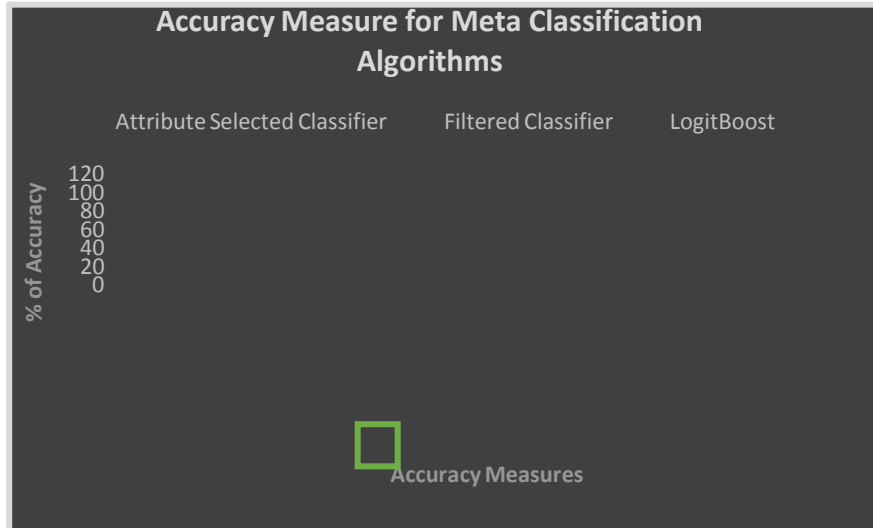 Accuracy Measure for Meta Classification
Algorithms
Attribute Selected Classifier Filtered Classifier LogitBoost
120
100
80
60
40
20
0
% of Accuracy
Accuracy Measures